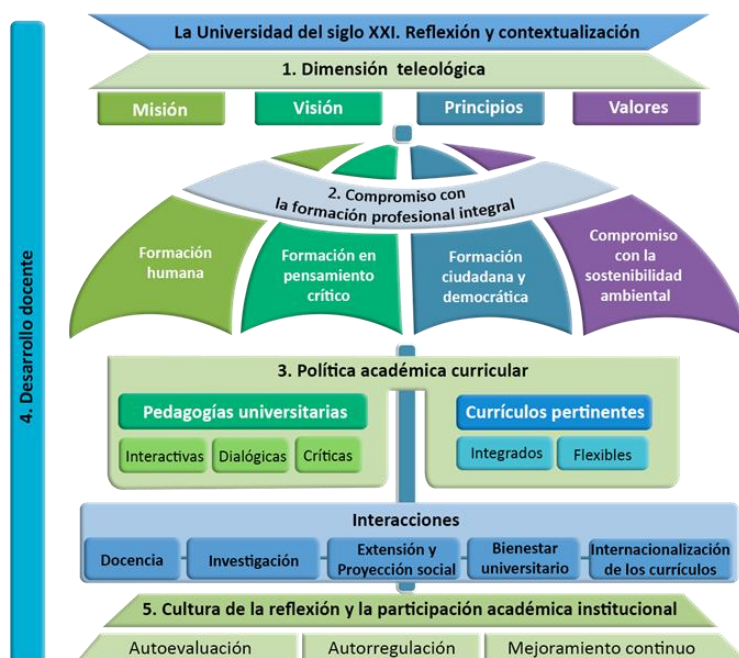 La Universidad del siglo XXI. Reflexión y contextualización
1. Dimensión teleológica
Misión
Visión
Principios
Valores
2. Compromiso con
la formación profesional integral
Formación
humana
Formación en
pensamiento
crítico
Formación
ciudadana y
democrática
Compromiso
con la
sostenibilidad
ambiental
4. Desarrollo docente
3. Política académica curricular
Pedagogías universitarias
Interactivas
Dialógicas
Críticas
Currículos pertinentes
Integrados
Flexibles
Interacciones
Docencia
Investigación
Extensión y
Proyección social
Bienestar
universitario
Internacionalización
de los currículos
5. Cultura de la reflexión y la participación académica institucional
Autoevaluación
Autorregulación
Mejoramiento continuo